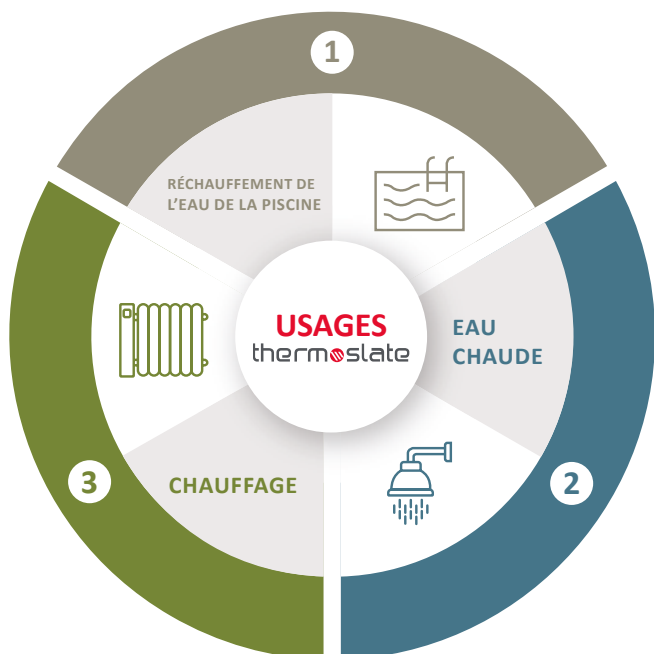 1
RÉCHAUFFEMENT DE
L'EAU DE LA PISCINE
USAGES
thermoslate
EAU
CHAUDE
2
CHAUFFAGE
3